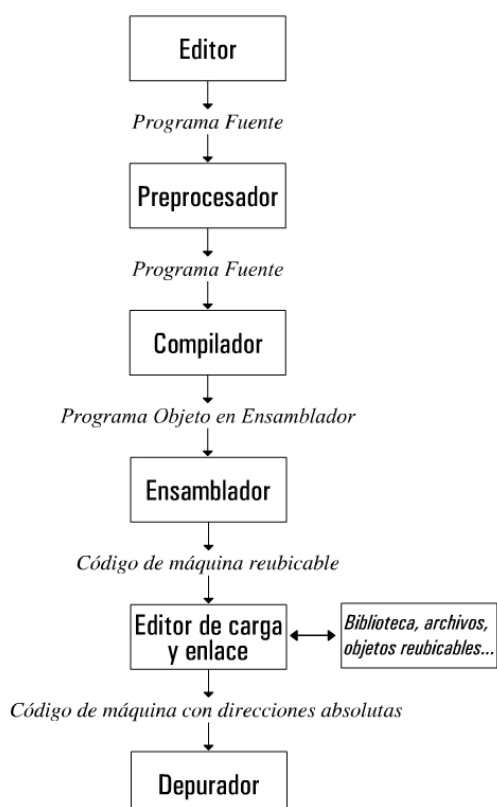 Editor
Programa Fuente
Preprocesador
Programa Fuente
Compilador
Programa Objeto en Ensamblador
Ensamblador
Código de máquina reubicable
Editor de carga
y enlace
Biblioteca, archivos,
objetos reubicables...
Código de máquina con direcciones absolutas
Depurador